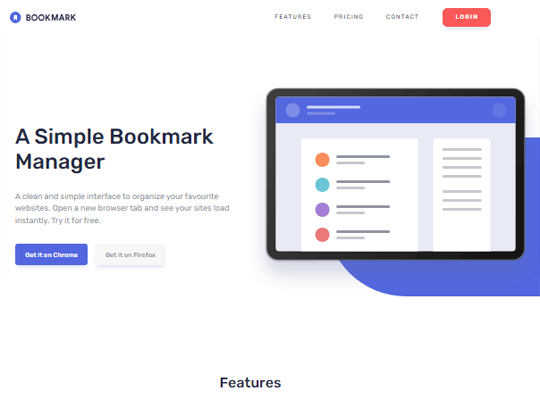 BOOKMARK
FEATURES
PRICING
CONTACT
LOGIN
A Simple Bookmark
Manager
A clean and simple interface to organize your favourite
websites. Open a new browser tab and see your sites load
instantly. Try it for free.
Get it on Chrome
Get it on Firefox
Features